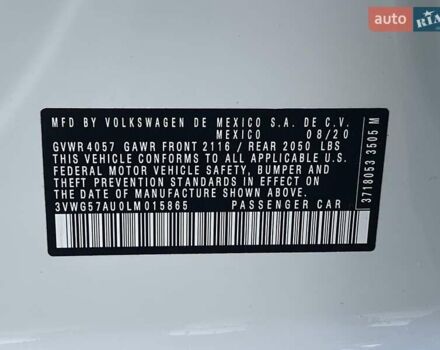 auto RIA
MFD BY VOLKSWAGEN DE MEXICO S.A. DE C.V.
MEXICO 08/20
GVWR 4057 GAWR FRONT 2116 / REAR 2050 LBS
THIS VEHICLE CONFORMS TO ALL APPLICABLE U.S.
FEDERAL MOTOR VEHICLE SAFETY, BUMPER AND
THEFT PREVENTION STANDARDS IN EFFECT ON THE
DATE OF MANUFACTURE SHOWN ABOVE.
3VWG57AU0LM015865 PASSENGER CAR
3718053 3505 M